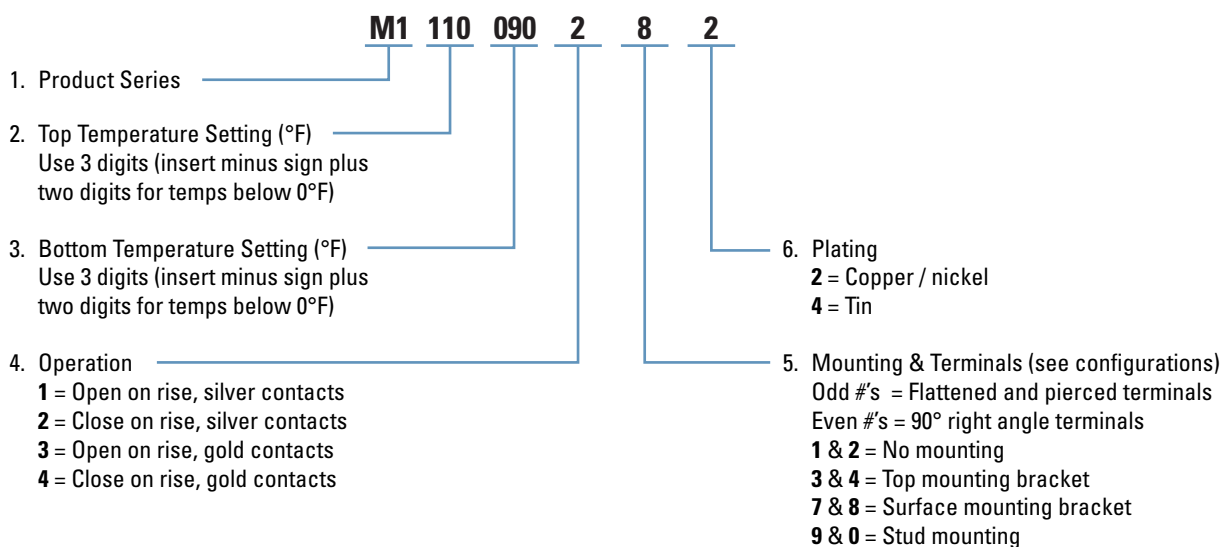 M1 110 090 2 8 2
1. Product Series
2. Top Temperature Setting (°F)
Use 3 digits (insert minus sign plus
two digits for temps below 0°F)
3. Bottom Temperature Setting (°F)
Use 3 digits (insert minus sign plus
two digits for temps below 0°F)
4. Operation
1 = Open on rise, silver contacts
2 = Close on rise, silver contacts
3 = Open on rise, gold contacts
4 = Close on rise, gold contacts
6. Plating
2 = Copper / nickel
4 = Tin
5. Mounting & Terminals (see configurations)
Odd #'s = Flattened and pierced terminals
Even #'s = 90° right angle terminals
1 & 2 = No mounting
3 & 4 = Top mounting bracket
7 & 8 = Surface mounting bracket
9 & 0 = Stud mounting